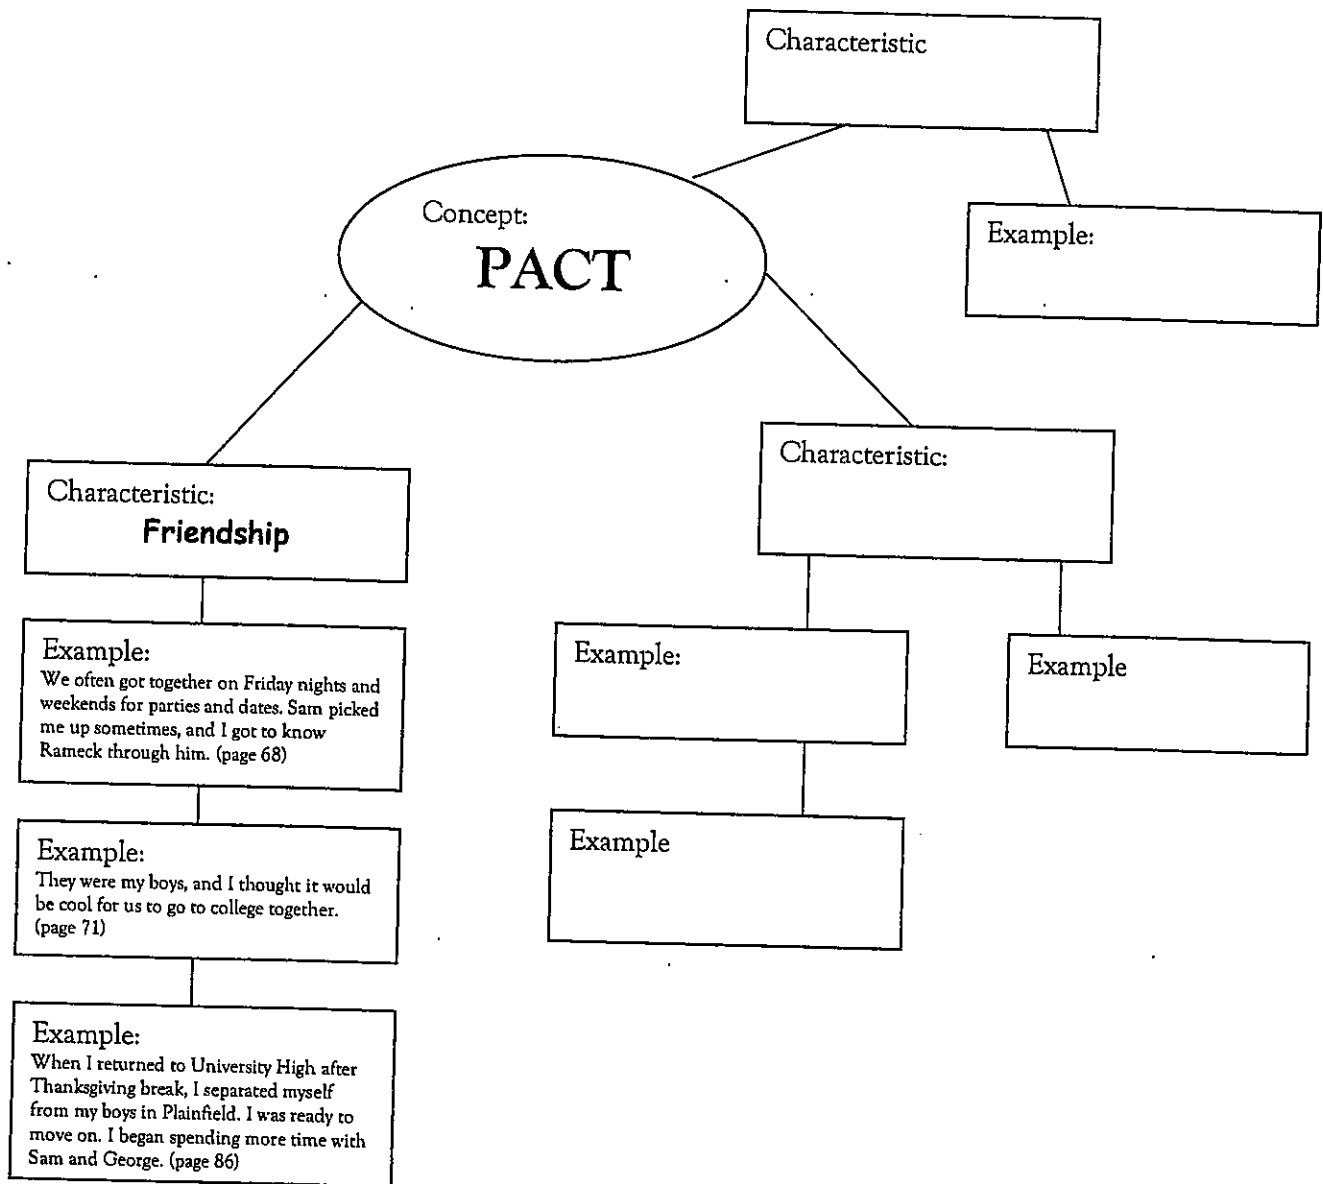 Characteristic
Concept:
PACT
Example:
Characteristic:
Friendship
Example:
We often got together on Friday nights and
weekends for parties and dates. Sam picked
me up sometimes, and I got to know
Rameck through him. (page 68)
Example:
They were my boys, and I thought it would
be cool for us to go to college together.
(page 71)
Example:
When I returned to University High after
Thanksgiving break, I separated myself
from my boys in Plainfield. I was ready to
move on. I began spending more time with
Sam and George. (page 86)
Characteristic:
Example:
Example
Example